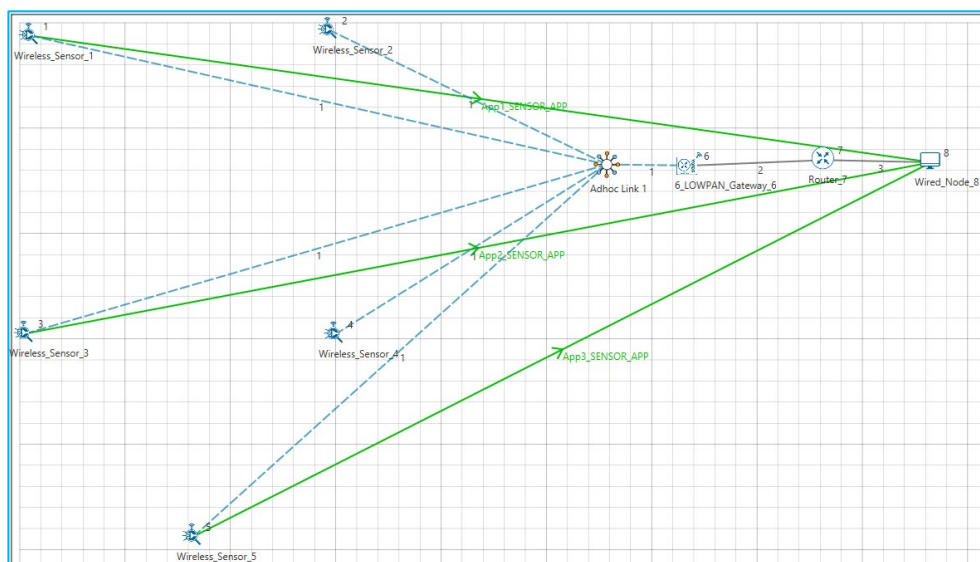 1
Wireless_Sensor_1
2
Wireless_Sensor_2
1
1
App1_SENSOR_APP
Adhoc Link 1
1
6
6_LOWPAN_Gateway_6
2
7
Router_7
3
8
Wired_Node_8
1
1
App2_SENSOR_APP
3
Wireless_Sensor_3
4
Wireless_Sensor_4
1
App3_SENSOR_APP
5
Wireless_Sensor_5